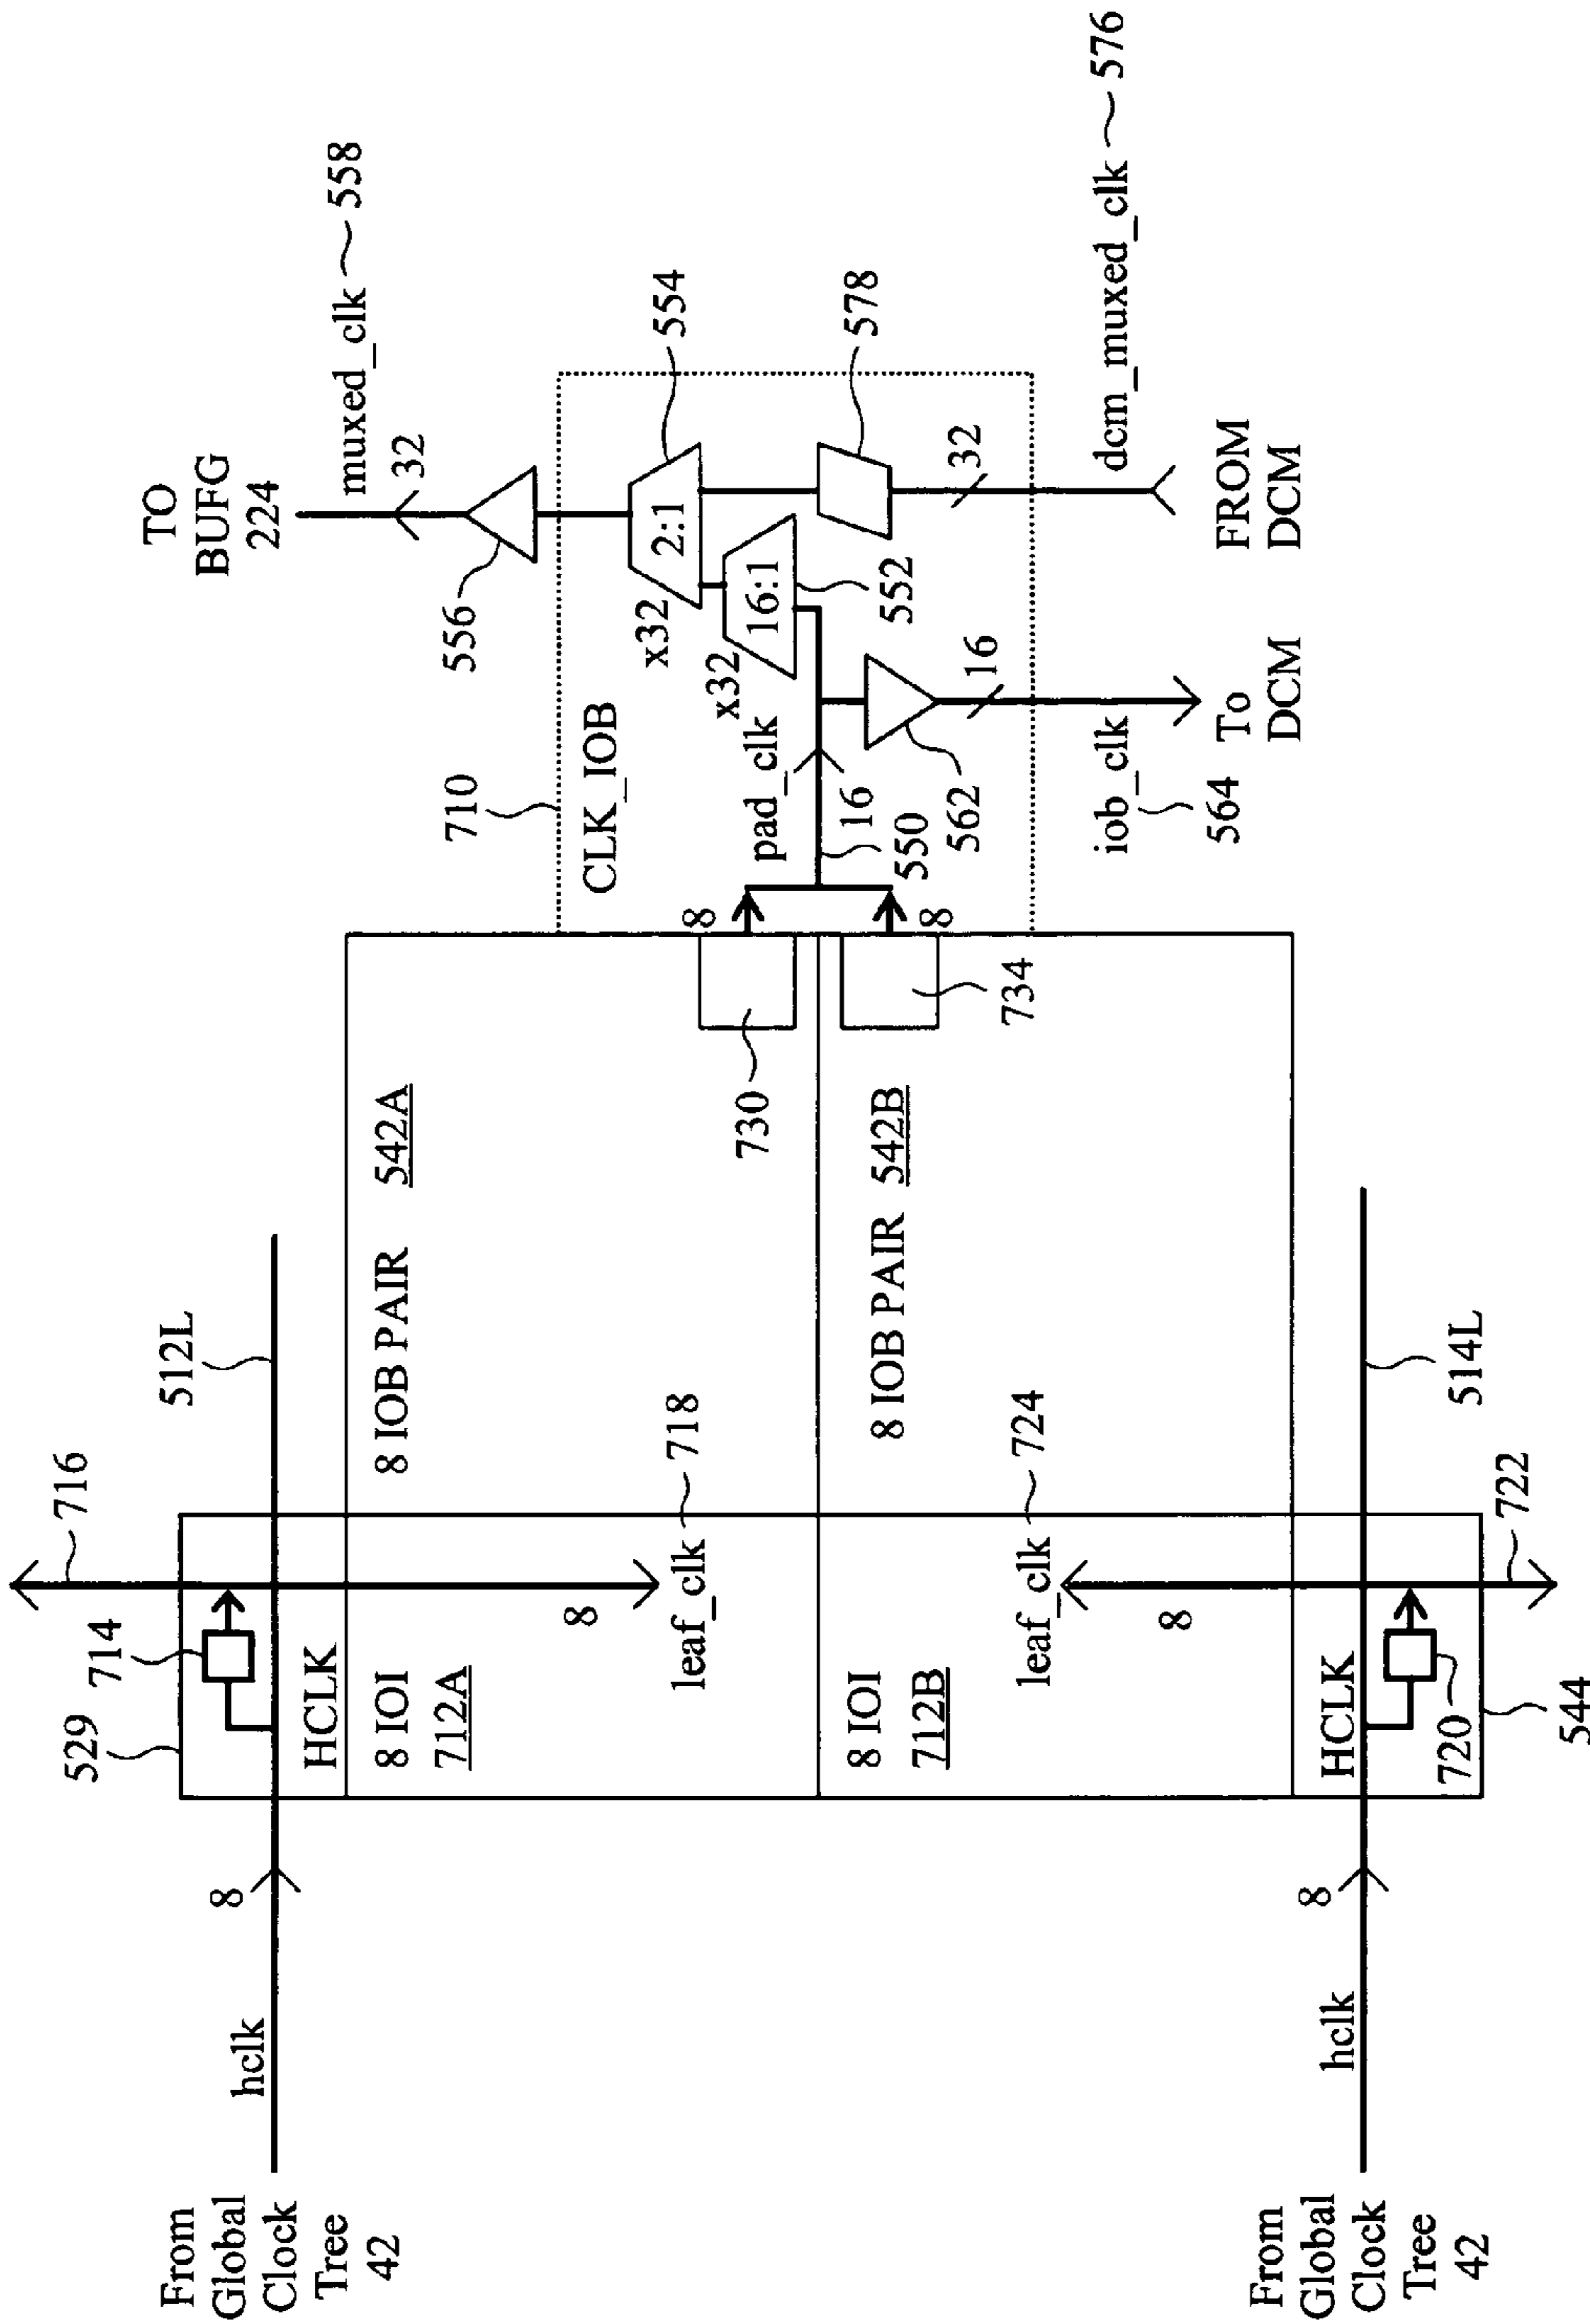 TO
BUFG
224
muxed_clk 558
32
556
554
2:1
x32
16:1
x32
552
578
32
dcm_muxed_clk 576
FROM
DCM
710
CLK_IOB
pad_clk
16
550
562
16
iob_clk
564
To
DCM
8
8
730
734
8 IOB PAIR 542A
8 IOB PAIR 542B
512L
514L
716
714
529
HCLK
8 IOI
712A
8
leaf_clk
718
8 IOI
712B
leaf_clk
724
8
HCLK
720
722
544
8
hclk
From
Global
Clock
Tree
42
8
hclk
From
Global
Clock
Tree
42